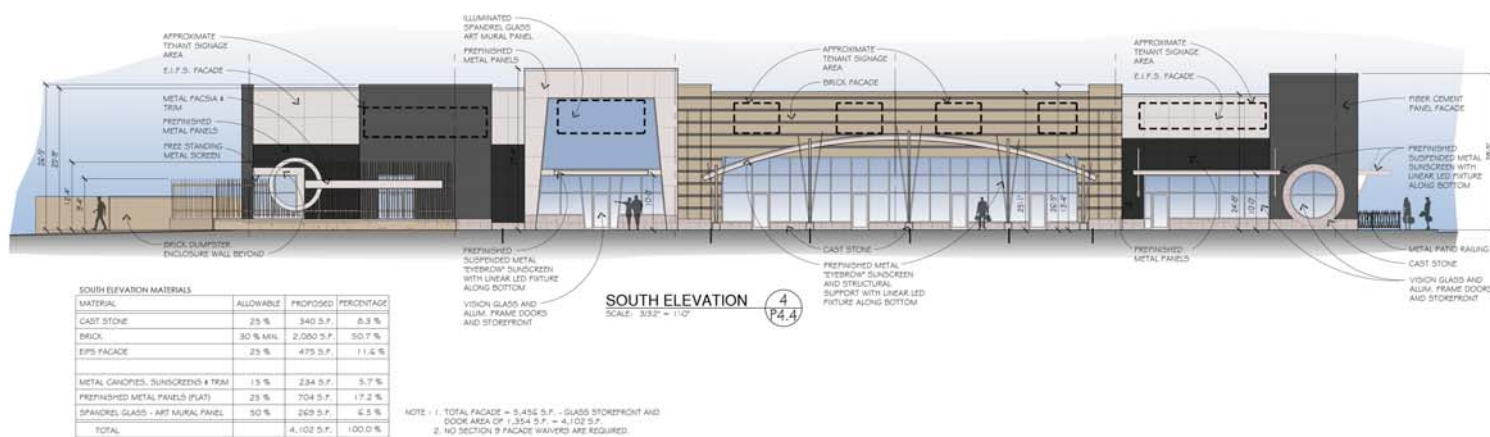 ILLUMINATED
SPANDREL GLASS
ART MURAL PANEL
PREFINISHED
METAL PANELS
APPROXIMATE
TENANT SIGNAGE
AREA
E.I.F.S. FACADE
METAL FACSIA &
TRIM
PREFINISHED
METAL PANELS
FREE STANDING
METAL SCREEN
APPROXIMATE
TENANT SIGNAGE
AREA
BRICK FACADE
APPROXIMATE
TENANT SIGNAGE
AREA
E.I.F.S. FACADE
FIBER CEMENT
PANEL FACADE
PREFINISHED
SUSPENDED METAL
SUNSCREEN WITH
LINEAR LED FIXTURE
ALONG BOTTOM
10'-0"
25'-1"
13'-4"
24'-8"
10'-0"
BRICK DUMPSTER
ENCLOSURE WALL BEYOND
PREFINISHED
SUSPENDED METAL
"EYEBROW" SUNSCREEN
WITH LINEAR LED FIXTURE
ALONG BOTTOM
VISION GLASS AND
ALUM. FRAME DOORS
AND STOREFRONT
CAST STONE
PREFINISHED METAL
"EYEBROW" SUNSCREEN
AND STRUCTURAL
SUPPORT WITH LINEAR LED
FIXTURE ALONG BOTTOM
PREFINISHED
METAL PANELS
METAL PATIO RAILING
CAST STONE
VISION GLASS AND
ALUM. FRAME DOORS
AND STOREFRONT
SOUTH ELEVATION 4
SCALE: 3/32" = 1'-0" P4.4
SOUTH ELEVATION MATERIALS
MATERIAL ALLOWABLE PROPOSED PERCENTAGE
CAST STONE 25 % 340 S.F. 8.3 %
BRICK 30 % MIN. 2,080 S.F. 50.7 %
EIFS FACADE 25 % 475 S.F. 11.6 %
METAL CANOPIES, SUNSCREENS & TRIM 15 % 234 S.F. 5.7 %
PREFINISHED METAL PANELS (FLAT) 25 % 704 S.F. 17.2 %
SPANDREL GLASS - ART MURAL PANEL 50 % 269 S.F. 6.5 %
TOTAL 4,102 S.F. 100.0 %
NOTE : 1. TOTAL FACADE = 5,456 S.F. - GLASS STOREFRONT AND
DOOR AREA OF 1,354 S.F. = 4,102 S.F.
2. NO SECTION 9 FACADE WAIVERS ARE REQUIRED.